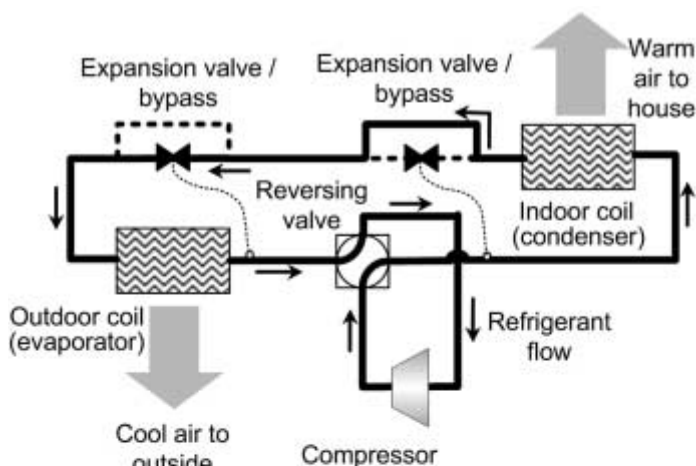 Expansion valve /
bypass
Expansion valve /
bypass
Warm
air to
house
Reversing
valve
Indoor coil
(condenser)
Outdoor coil
(evaporator)
Refrigerant
flow
Cool air to
outside
Compressor